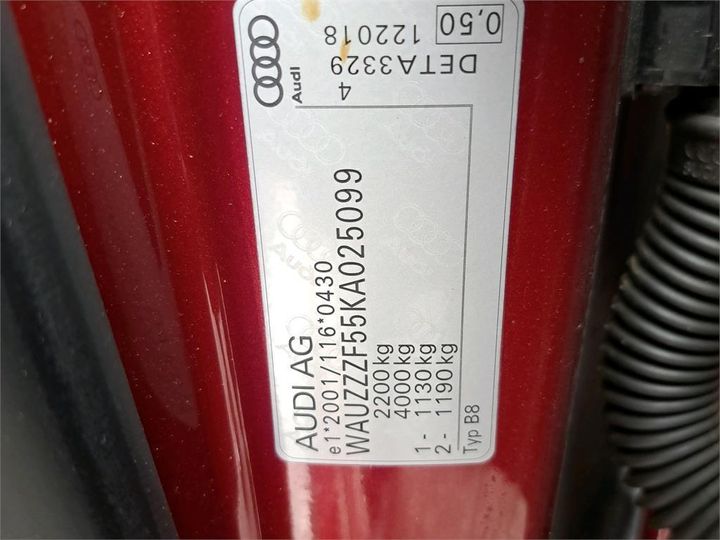 AUDI AG
e1*2001/116*0430
WAUZZZF55KA025099
2200 kg
4000 kg
1- 1130 kg
2- 1190 kg
Typ B8
Audi
DETA3329
4
122018
0,50
Audi